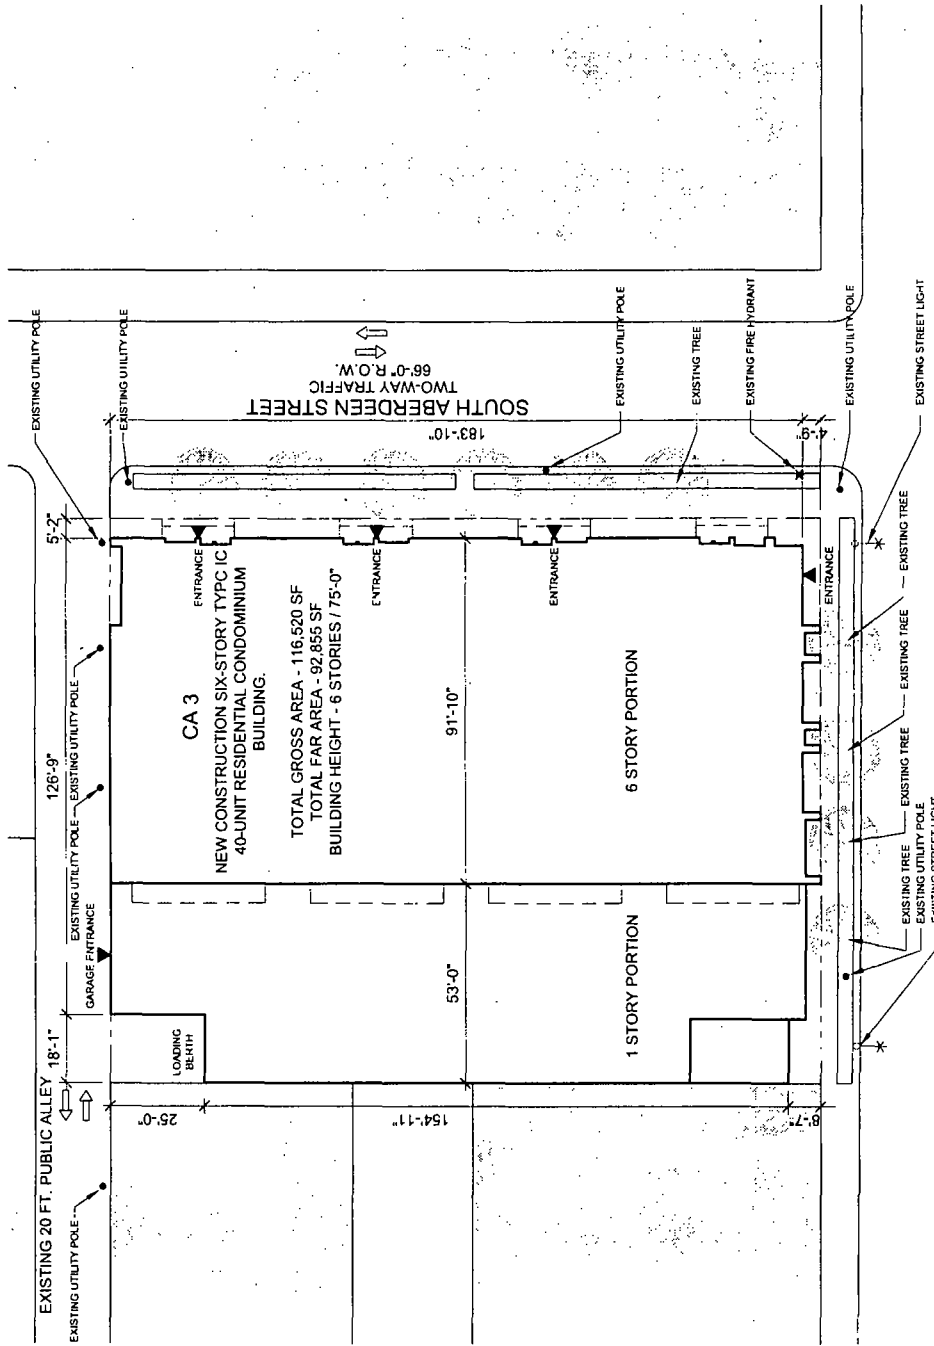 EXISTING 20 FT. PUBLIC ALLEY
EXISTING UTILITY POLE
18'-1"
126'-9"
5'-2"
GARAGE ENTRANCE
EXISTING UTILITY POLE
EXISTING UTILITY POLE
EXISTING UTILITY POLE
EXISTING UTILITY POLE
EXISTING UTILITY POLE
EXISTING UTILITY POLE
LOADING
BERTH
25'-0"
154'-11"
8'-7"
CA 3
NEW CONSTRUCTION SIX-STORY TYPC IC
40-UNIT RESIDENTIAL CONDOMINIUM
BUILDING.
TOTAL GROSS AREA - 116,520 SF
TOTAL FAR AREA - 92,855 SF
BUILDING HEIGHT - 6 STORIES / 75'-0"
ENTRANCE
ENTRANCE
ENTRANCE
ENTRANCE
53'-0"
91'-10"
1 STORY PORTION
6 STORY PORTION
SOUTH ABERDEEN STREET
TWO-WAY TRAFFIC
66'-0" R.O.W.
183'-10"
4'-9"
EXISTING UTILITY POLE
EXISTING TREE
EXISTING FIRE HYDRANT
EXISTING UTILITY POLE
EXISTING STREET LIGHT
EXISTING TREE
EXISTING TREE
EXISTING TREE
EXISTING TREE
EXISTING UTILITY POLE